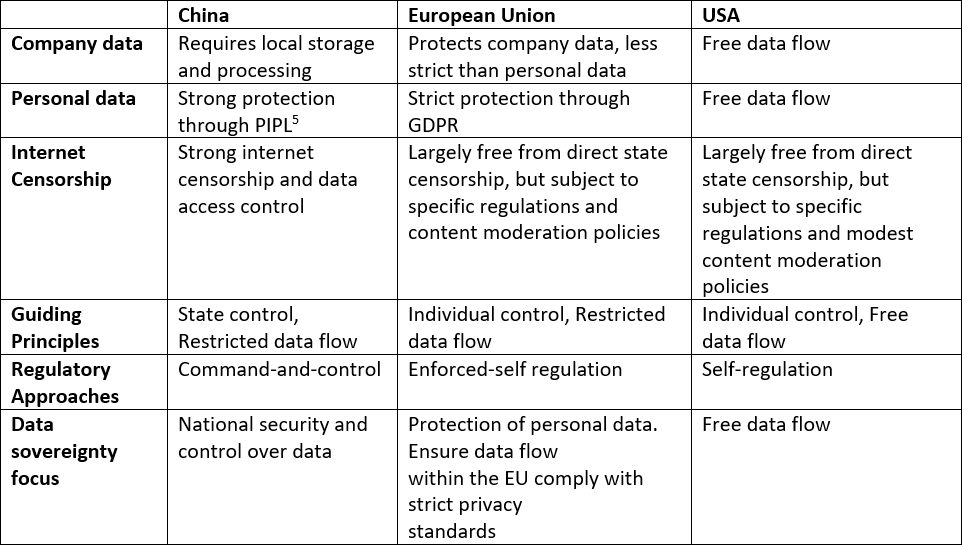 China European Union USA
Company data Requires local storage Protects company data, less Free data flow
and processing strict than personal data
Personal data Strong protection Strict protection through Free data flow
through PIPL5 GDPR
Internet Strong internet Largely free from direct state Largely free from direct
Censorship censorship and data censorship, but subject to state censorship, but
access control specific regulations and subject to specific
content moderation policies regulations and modest
content moderation
policies
Guiding State control, Individual control, Restricted Individual control, Free
Principles Restricted data flow data flow data flow
Regulatory Command-and-control Enforced-self regulation Self-regulation
Approaches
Data National security and Protection of personal data. Free data flow
sovereignty control over data Ensure data flow
focus within the EU comply with
strict privacy
standards